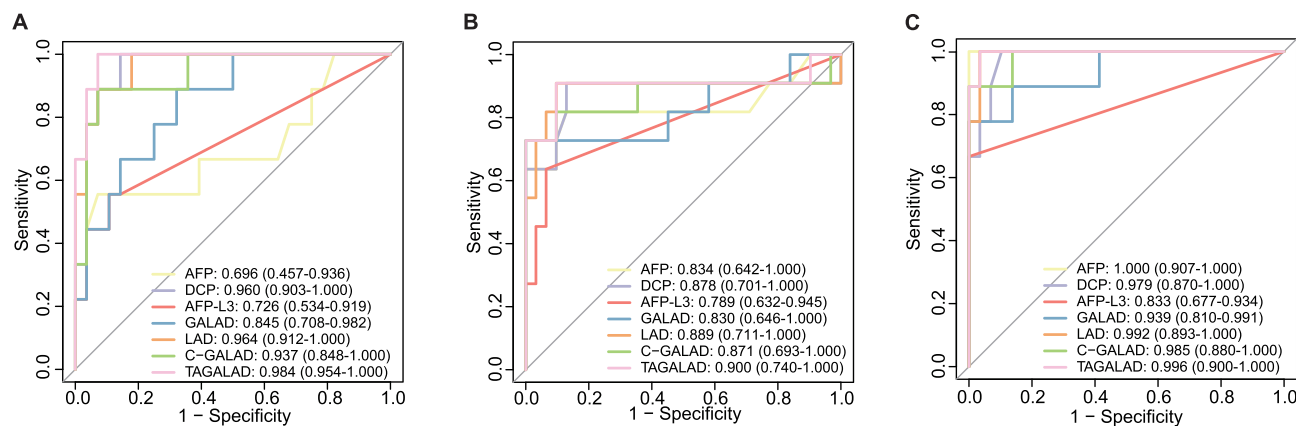 A
Sensitivity
0.0 0.2 0.4 0.6 0.8 1.0
AFP: 0.696 (0.457-0.936)
DCP: 0.960 (0.903-1.000)
AFP-L3: 0.726 (0.534-0.919)
GALAD: 0.845 (0.708-0.982)
LAD: 0.964 (0.912-1.000)
C−GALAD: 0.937 (0.848-1.000)
TAGALAD: 0.984 (0.954-1.000)
0.0 0.2 0.4 0.6 0.8 1.0
1 − Specificity
B
Sensitivity
0.0 0.2 0.4 0.6 0.8 1.0
AFP: 0.834 (0.642-1.000)
DCP: 0.878 (0.701-1.000)
AFP-L3: 0.789 (0.632-0.945)
GALAD: 0.830 (0.646-1.000)
LAD: 0.889 (0.711-1.000)
C−GALAD: 0.871 (0.693-1.000)
TAGALAD: 0.900 (0.740-1.000)
0.0 0.2 0.4 0.6 0.8 1.0
1 − Specificity
C
Sensitivity
0.0 0.2 0.4 0.6 0.8 1.0
AFP: 1.000 (0.907-1.000)
DCP: 0.979 (0.870-1.000)
AFP-L3: 0.833 (0.677-0.934)
GALAD: 0.939 (0.810-0.991)
LAD: 0.992 (0.893-1.000)
C−GALAD: 0.985 (0.880-1.000)
TAGALAD: 0.996 (0.900-1.000)
0.0 0.2 0.4 0.6 0.8 1.0
1 − Specificity